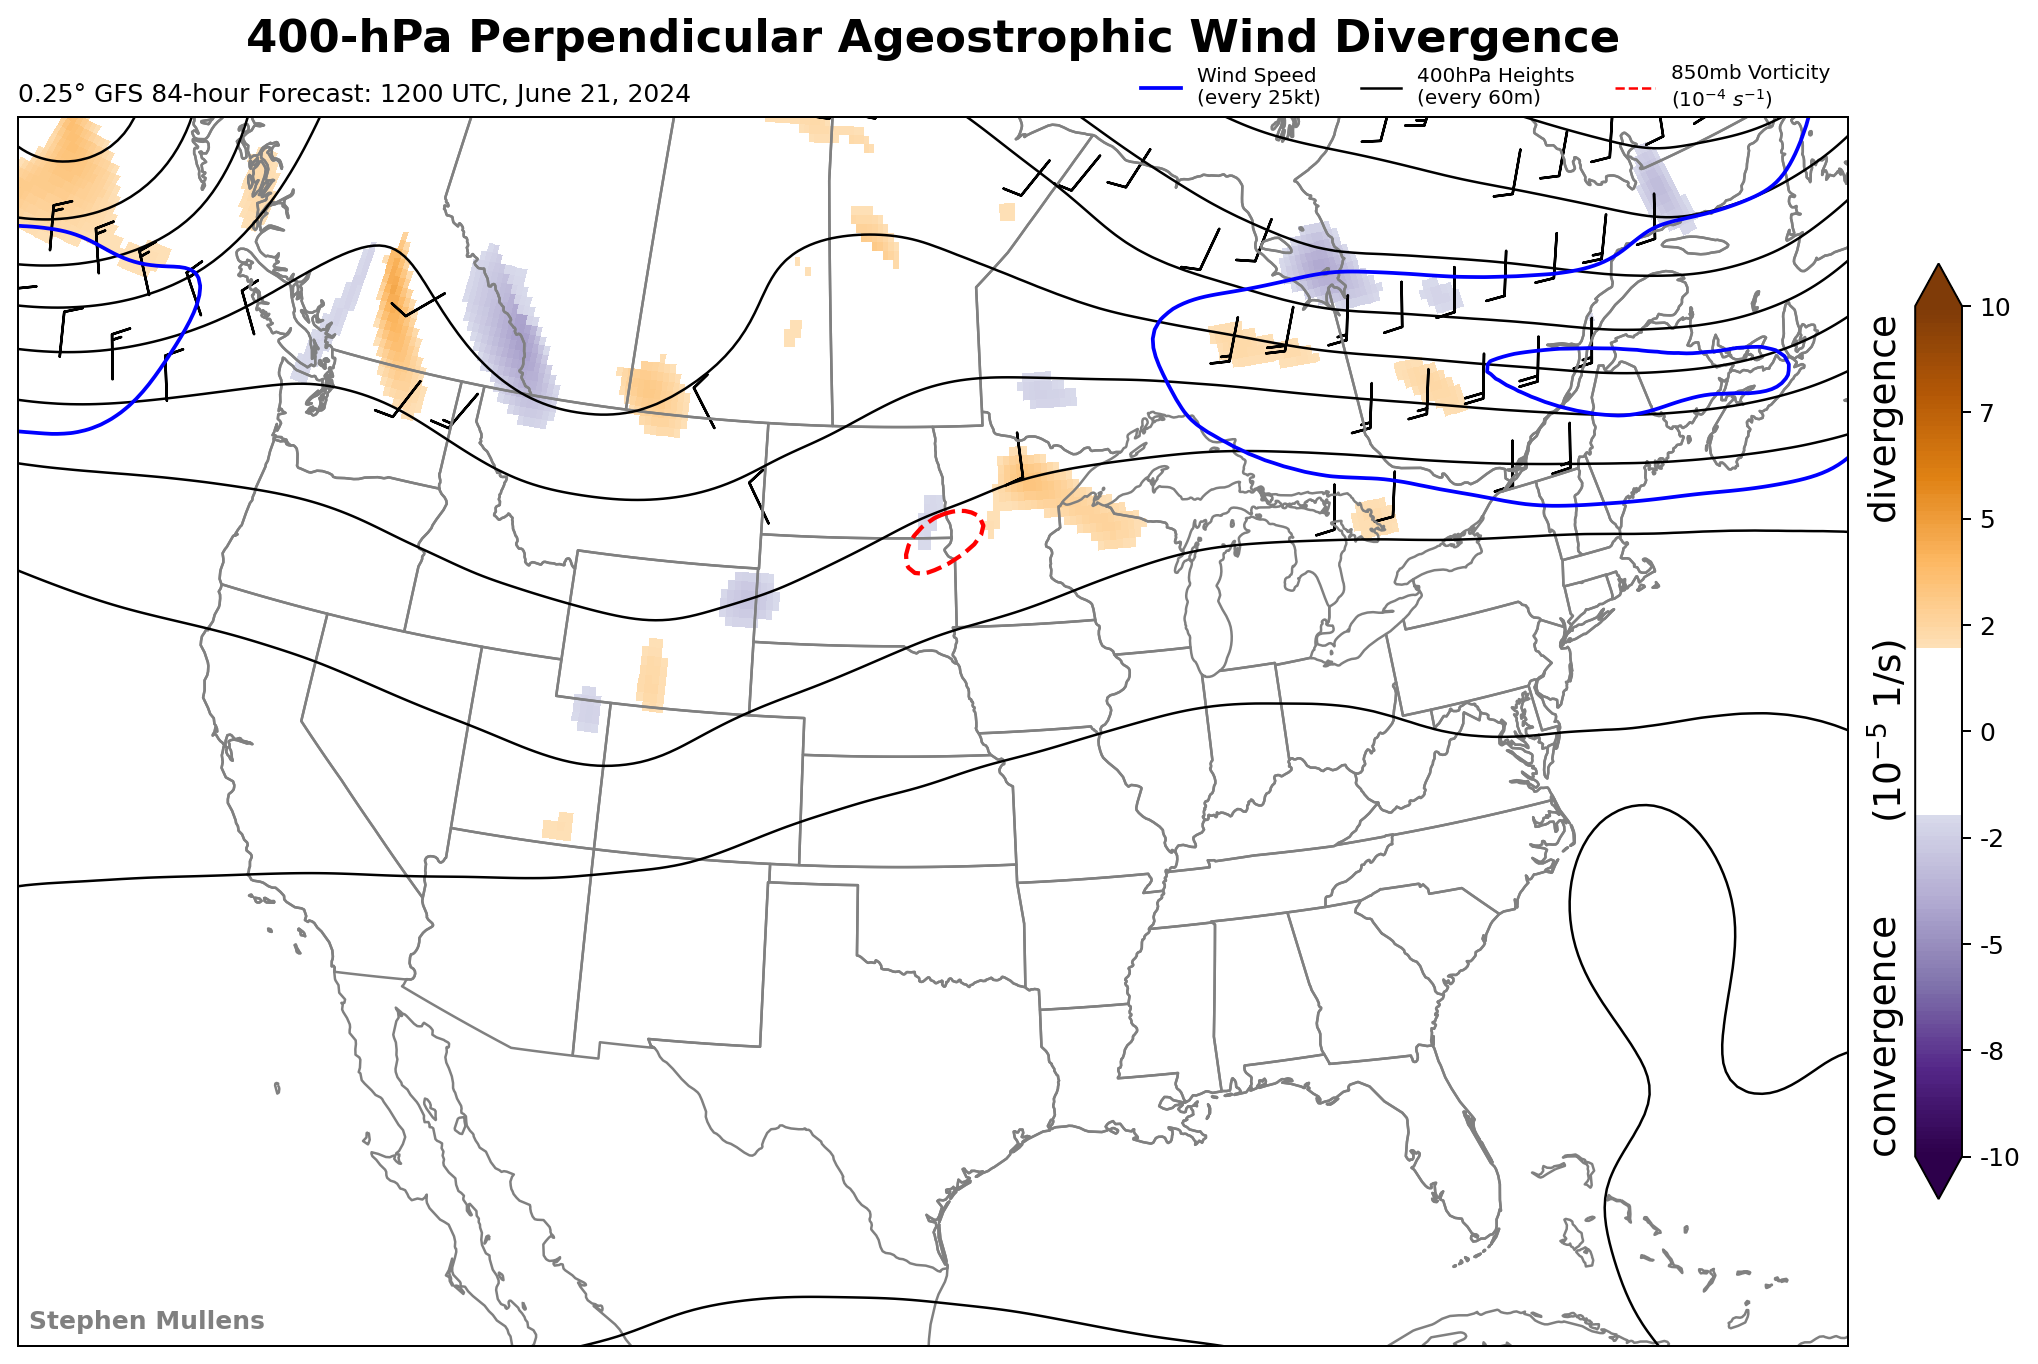 400-hPa Perpendicular Ageostrophic Wind Divergence
0.25° GFS 84-hour Forecast: 1200 UTC, June 21, 2024
Wind Speed
(every 25kt)
400hPa Heights
(every 60m)
850mb Vorticity
(10⁻⁴ s⁻¹)
10
7
5
2
0
-2
-5
-8
-10
convergence (10⁻⁵ 1/s) divergence
Stephen Mullens